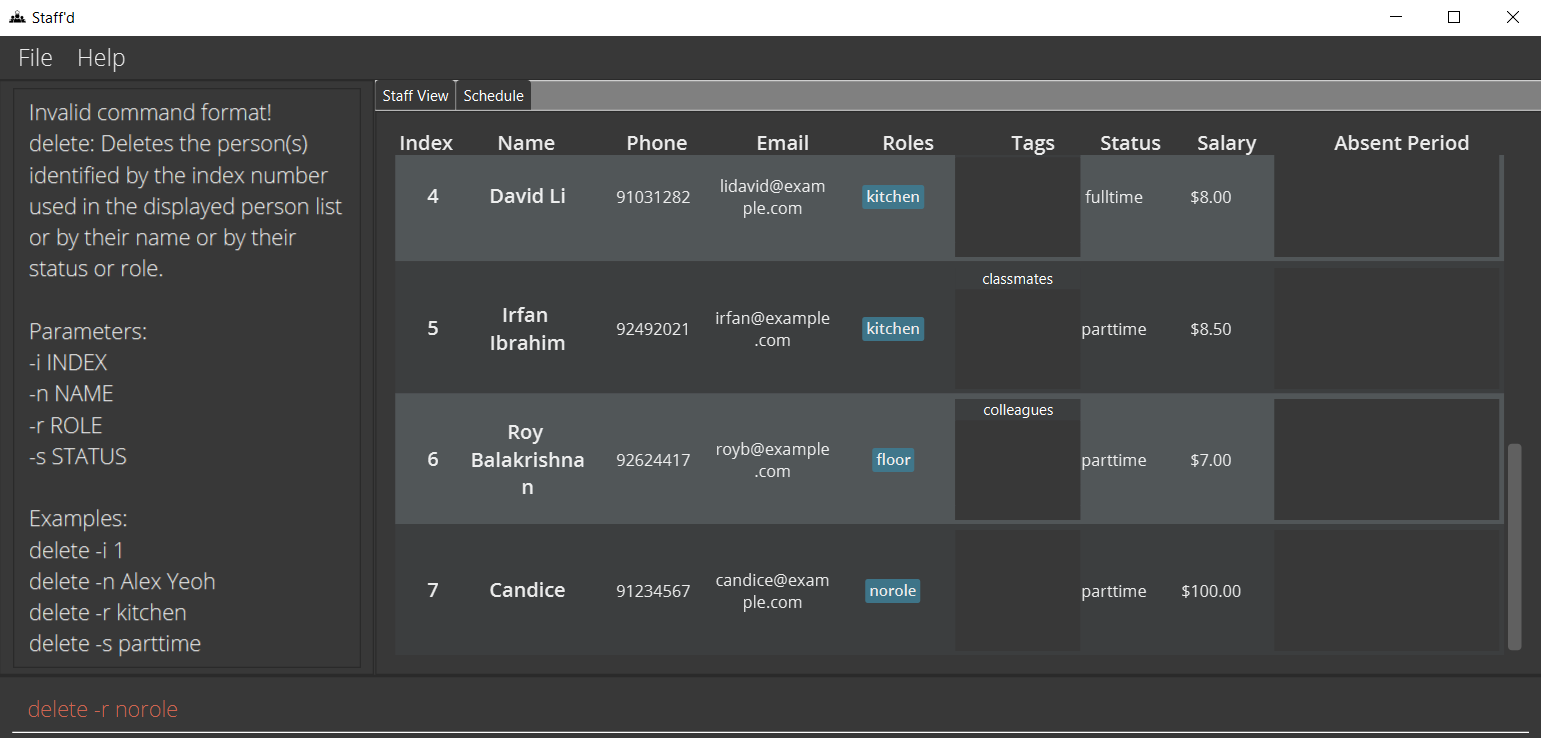 Staff'd
File Help
Invalid command format!
delete: Deletes the person(s)
identified by the index number
used in the displayed person list
or by their name or by their
status or role.
Parameters:
-i INDEX
-n NAME
-r ROLE
-s STATUS
Examples:
delete -i 1
delete -n Alex Yeoh
delete -r kitchen
delete -s parttime
Staff View Schedule
Index Name Phone Email Roles Tags Status Salary Absent Period
4 David Li 91031282 lidavid@exam
ple.com kitchen fulltime $8.00
classmates
5 Irfan
Ibrahim 92492021 irfan@example
.com kitchen parttime $8.50
colleagues
6 Roy
Balakrishna
n 92624417 royb@example
.com floor parttime $7.00
7 Candice 91234567 candice@exam
ple.com norole parttime $100.00
delete -r norole